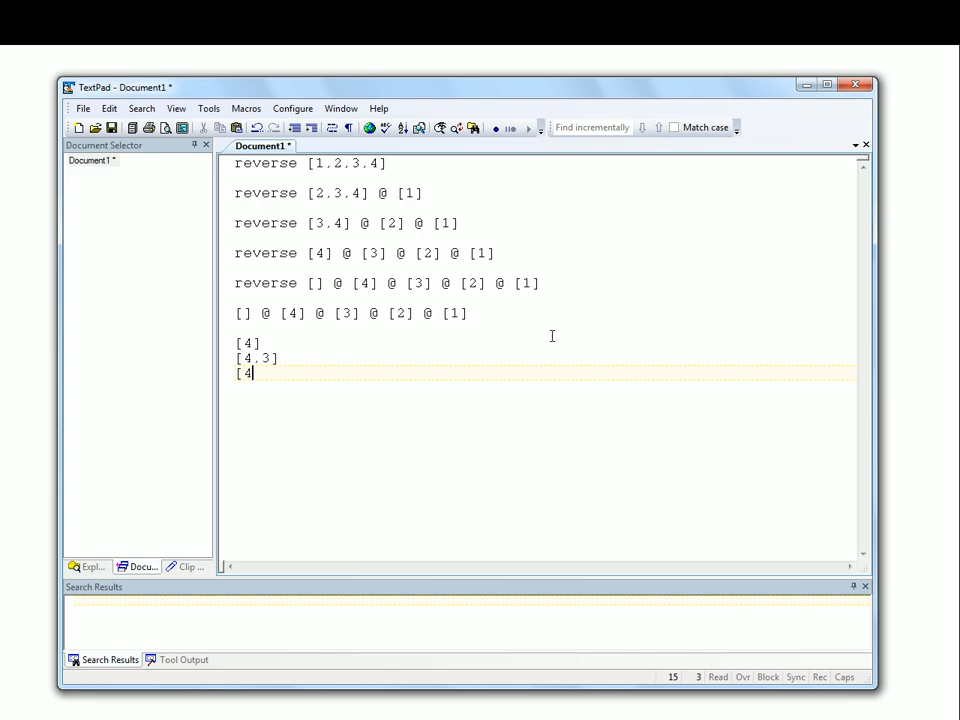 TextPad - Document1 *
File Edit Search View Tools Macros Configure Window Help
Find incrementally Match case
Document Selector
Document1 *
Document1 *
reverse [1,2,3,4]
reverse [2,3,4] @ [1]
reverse [3,4] @ [2] @ [1]
reverse [4] @ [3] @ [2] @ [1]
reverse [] @ [4] @ [3] @ [2] @ [1]
[] @ [4] @ [3] @ [2] @ [1]
[4]
[4,3]
[4
Expl... Docu... Clip ...
Search Results
Search Results Tool Output
15 3 Read Ovr Block Sync Rec Caps